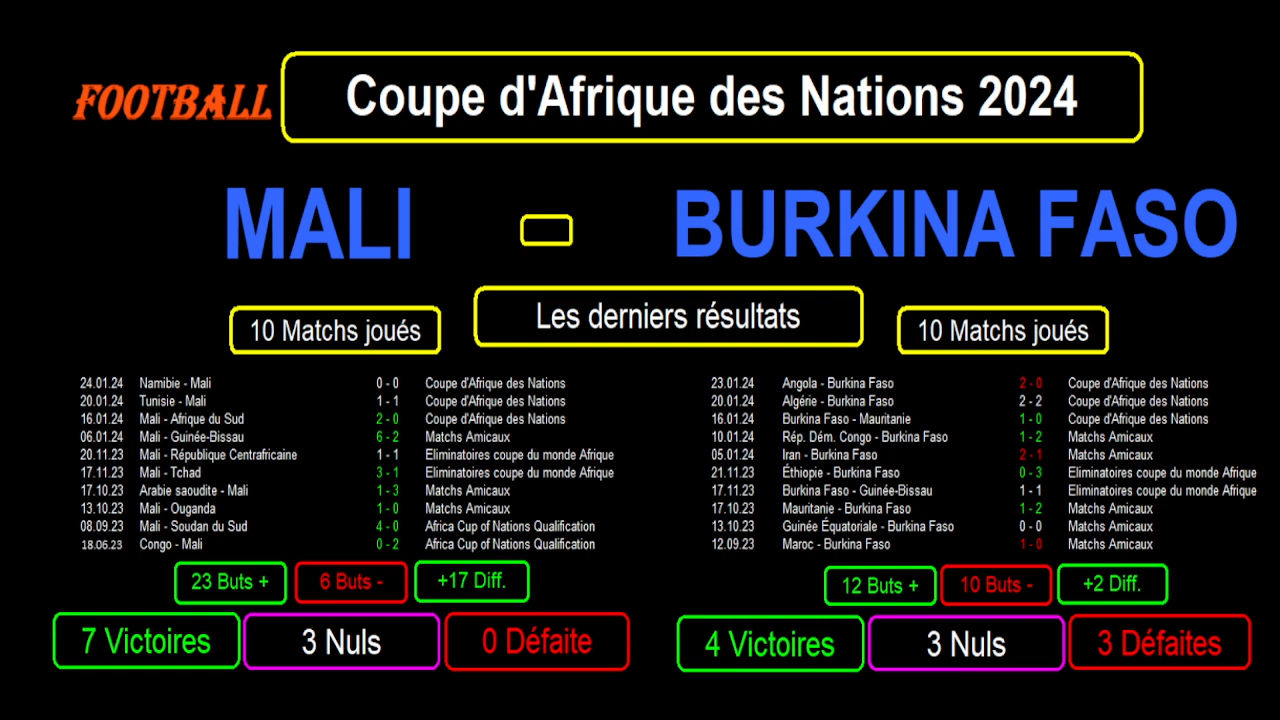 FOOTBALL
Coupe d'Afrique des Nations 2024
MALI - BURKINA FASO
Les derniers résultats
10 Matchs joués
24.01.24 Namibie - Mali 0 - 0 Coupe d'Afrique des Nations
20.01.24 Tunisie - Mali 1 - 1 Coupe d'Afrique des Nations
16.01.24 Mali - Afrique du Sud 2 - 0 Coupe d'Afrique des Nations
06.01.24 Mali - Guinée-Bissau 6 - 2 Matchs Amicaux
20.11.23 Mali - République Centrafricaine 1 - 1 Eliminatoires coupe du monde Afrique
17.11.23 Mali - Tchad 3 - 1 Eliminatoires coupe du monde Afrique
17.10.23 Arabie saoudite - Mali 1 - 3 Matchs Amicaux
13.10.23 Mali - Ouganda 1 - 0 Matchs Amicaux
08.09.23 Mali - Soudan du Sud 4 - 0 Africa Cup of Nations Qualification
18.06.23 Congo - Mali 0 - 2 Africa Cup of Nations Qualification
23 Buts + 6 Buts - +17 Diff.
7 Victoires 3 Nuls 0 Défaite
10 Matchs joués
23.01.24 Angola - Burkina Faso 2 - 0 Coupe d'Afrique des Nations
20.01.24 Algérie - Burkina Faso 2 - 2 Coupe d'Afrique des Nations
16.01.24 Burkina Faso - Mauritanie 1 - 0 Coupe d'Afrique des Nations
10.01.24 Rép. Dém. Congo - Burkina Faso 1 - 2 Matchs Amicaux
05.01.24 Iran - Burkina Faso 2 - 1 Matchs Amicaux
21.11.23 Éthiopie - Burkina Faso 0 - 3 Eliminatoires coupe du monde Afrique
17.11.23 Burkina Faso - Guinée-Bissau 1 - 1 Eliminatoires coupe du monde Afrique
17.10.23 Mauritanie - Burkina Faso 1 - 2 Matchs Amicaux
13.10.23 Guinée Équatoriale - Burkina Faso 0 - 0 Matchs Amicaux
12.09.23 Maroc - Burkina Faso 1 - 0 Matchs Amicaux
12 Buts + 10 Buts - +2 Diff.
4 Victoires 3 Nuls 3 Défaites